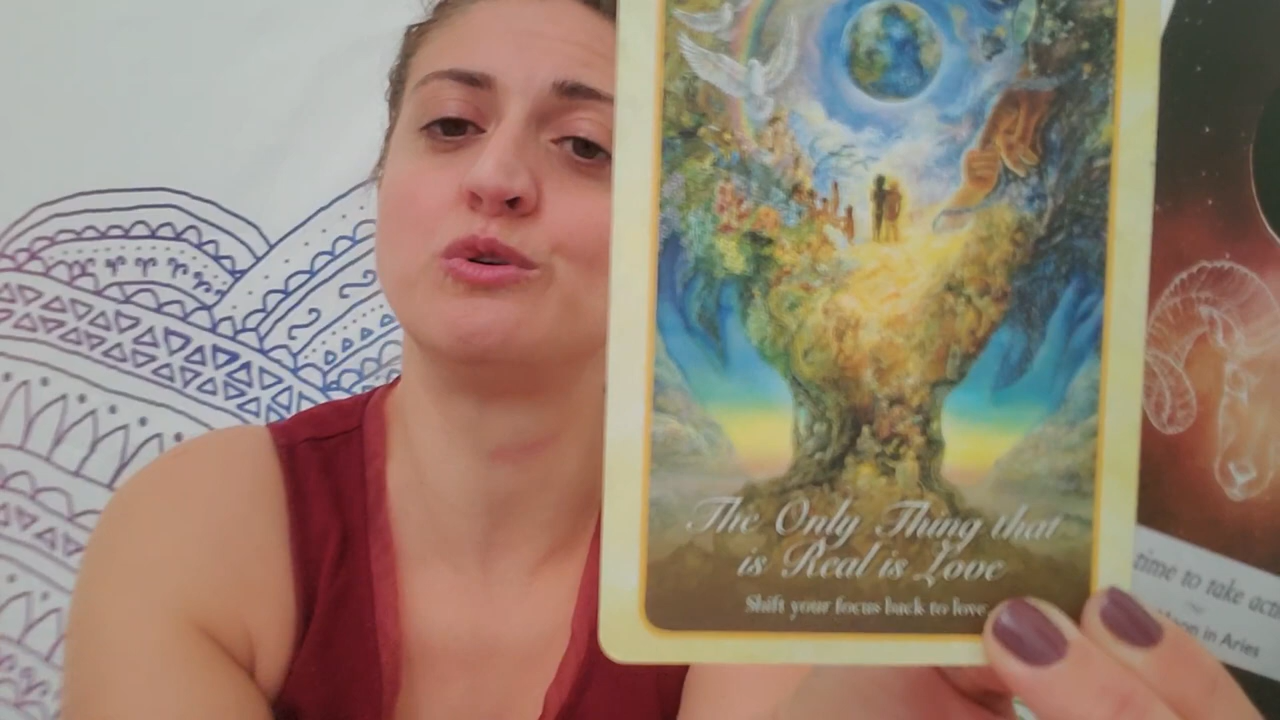 The Only Thing that
is Real is Love
Shift your focus back to love
time to take
Moon in Aries